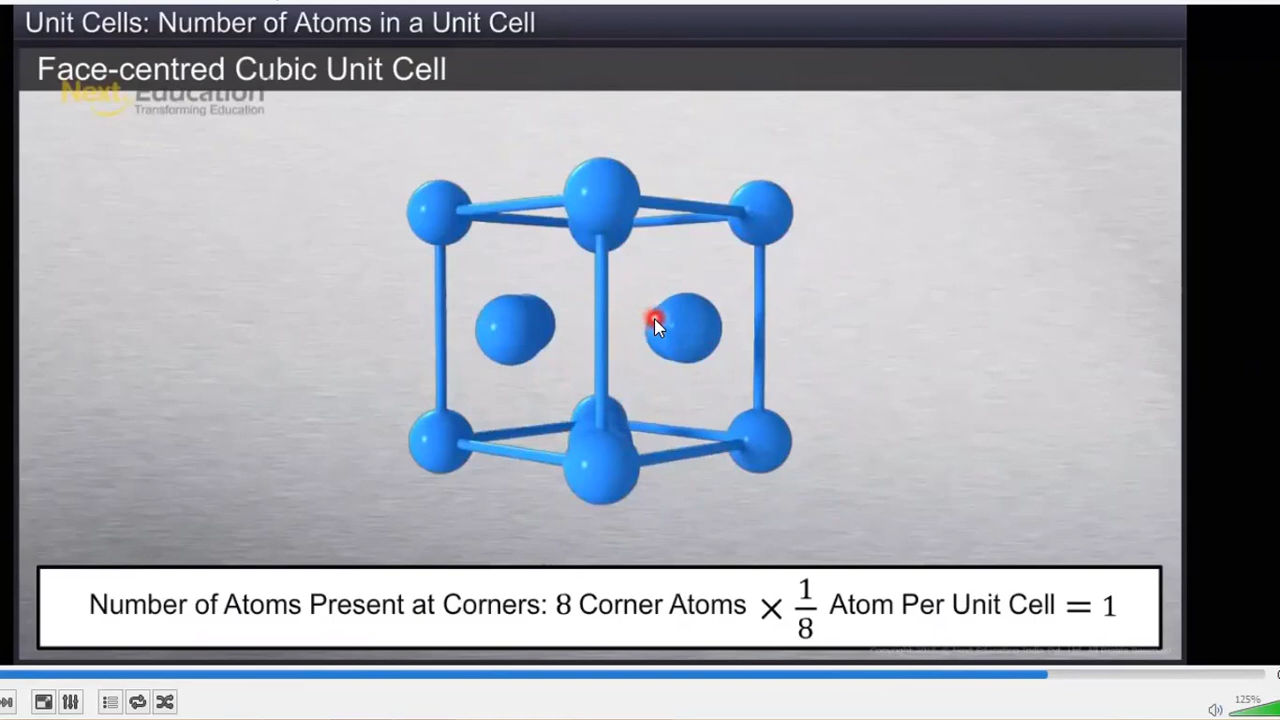 Unit Cells: Number of Atoms in a Unit Cell
Face-centred Cubic Unit Cell
Next Education
Transforming Education
Number of Atoms Present at Corners: 8 Corner Atoms × 1/8 Atom Per Unit Cell = 1
125%